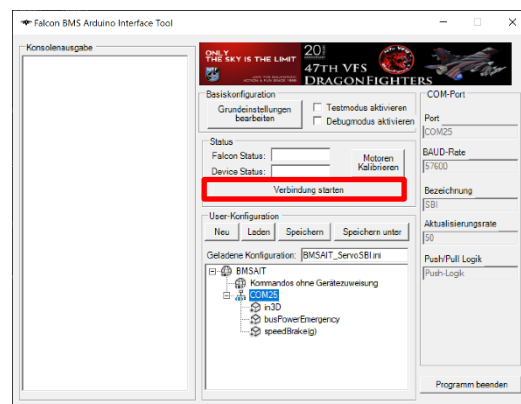 Falcon BMS Arduino Interface Tool
Konsolenausgabe
ONLY
THE SKY IS THE LIMIT
20
47TH VFS
DRAGONFIGHTERS
Basiskonfiguration
Grundeinstellungen
bearbeiten
Testmodus aktivieren
Debugmodus aktivieren
Status
Falcon Status:
Device Status:
Motoren
Kalibrieren
Verbindung starten
User-Konfiguration
Neu
Laden
Speichern
Speichern unter
Geladene Konfiguration: BMSAIT_ServoSBI.ini
BMSAIT
Kommandos ohne Gerätezuweisung
COM25
in3D
busPowerEmergency
speedBrake(g)
COM-Port
Port
COM25
BAUD-Rate
57600
Bezeichnung
SBI
Aktualisierungsrate
50
Push/Pull Logik
Push-Logik
Programm beenden